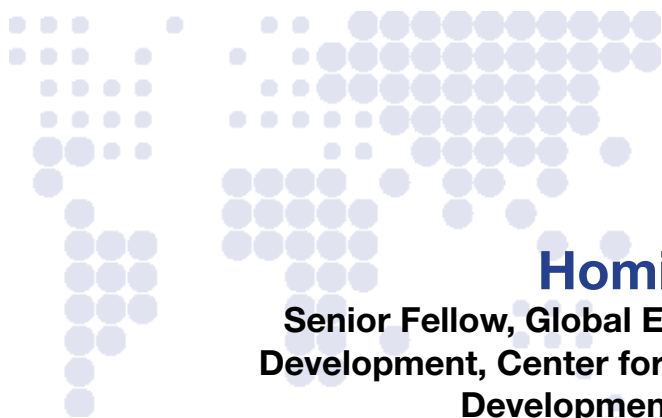 Homi
Senior Fellow, Global E
Development, Center for
Developmen